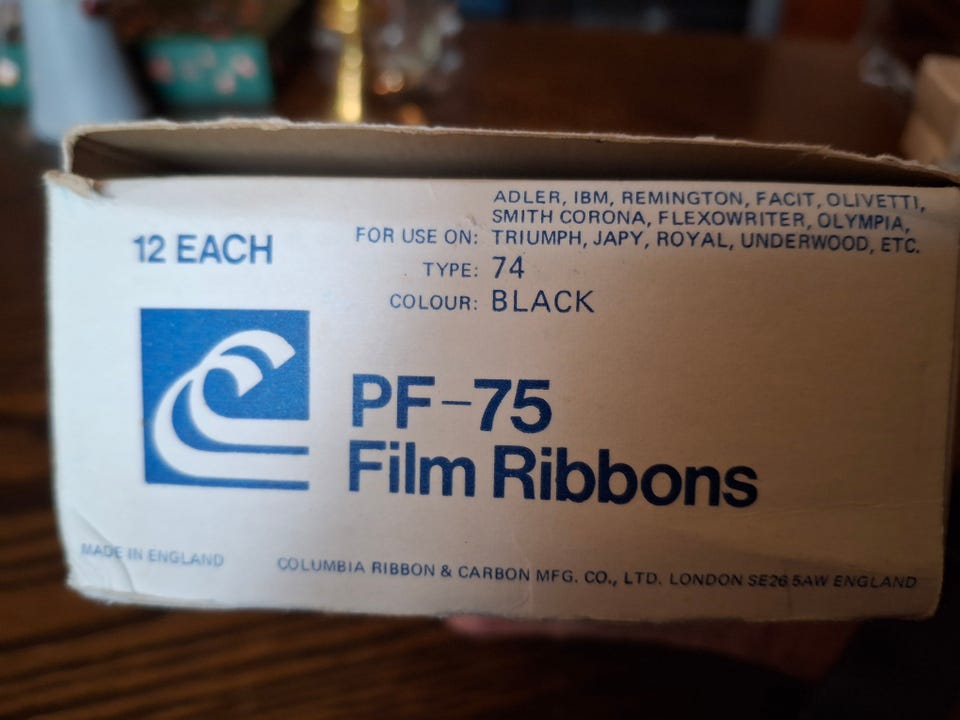 12 EACH
FOR USE ON: ADLER, IBM, REMINGTON, FACIT, OLIVETTI,
SMITH CORONA, FLEXOWRITER, OLYMPIA,
TRIUMPH, JAPY, ROYAL, UNDERWOOD, ETC.
TYPE: 74
COLOUR: BLACK
PF-75
Film Ribbons
MADE IN ENGLAND
COLUMBIA RIBBON & CARBON MFG. CO., LTD. LONDON SE26 5AW ENGLAND